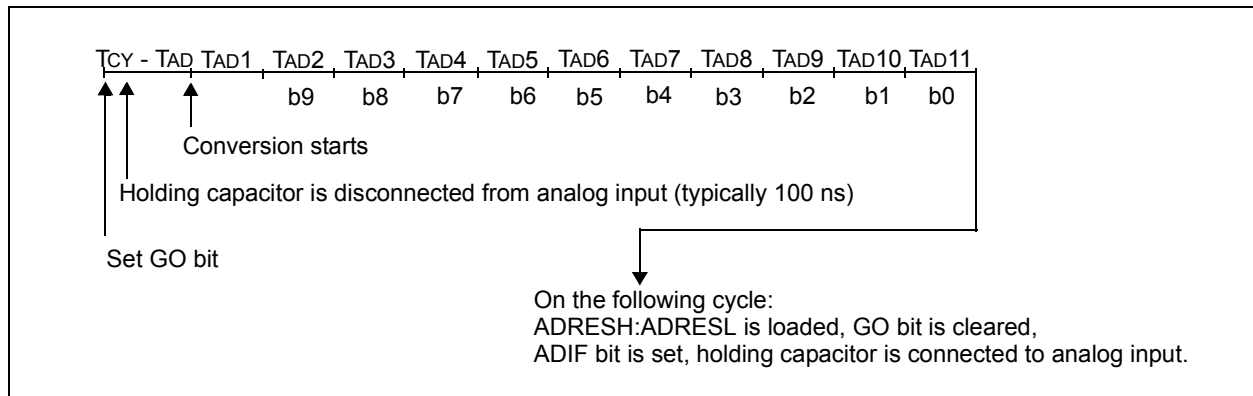 TCY - TAD TAD1 TAD2 TAD3 TAD4 TAD5 TAD6 TAD7 TAD8 TAD9 TAD10 TAD11
b9 b8 b7 b6 b5 b4 b3 b2 b1 b0
Conversion starts
Holding capacitor is disconnected from analog input (typically 100 ns)
Set GO bit
On the following cycle:
ADRESH:ADRESL is loaded, GO bit is cleared,
ADIF bit is set, holding capacitor is connected to analog input.